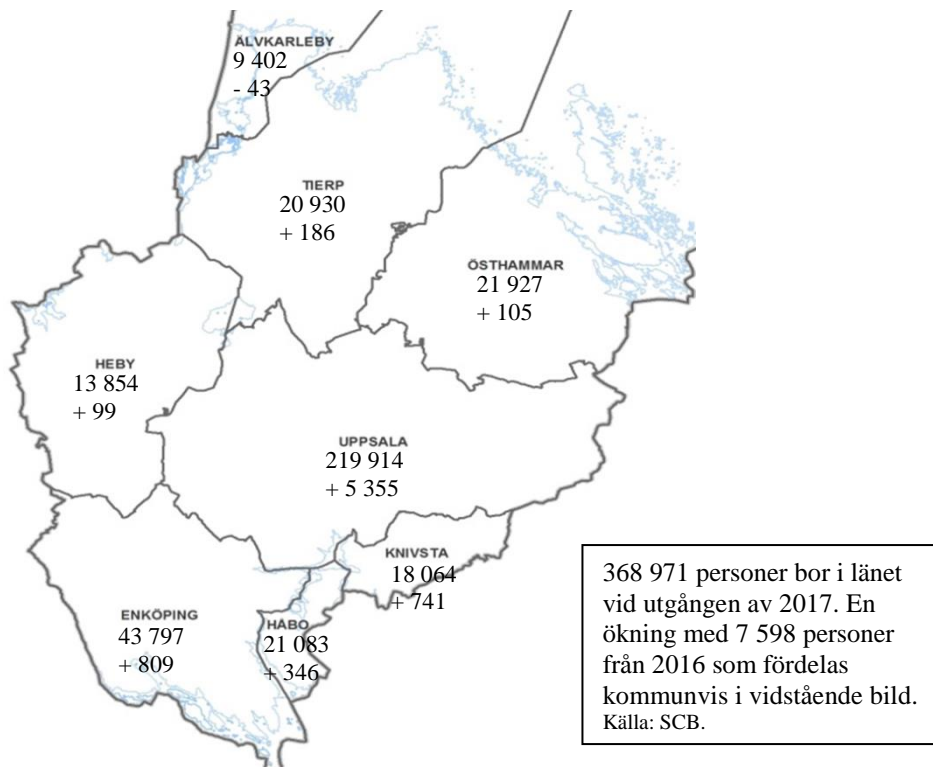 ÄLVKARLEBY
9 402
- 43
TIERP
20 930
+ 186
ÖSTHAMMAR
21 927
+ 105
HEBY
13 854
+ 99
UPPSALA
219 914
+ 5 355
KNIVSTA
18 064
+ 741
ENKÖPING
43 797
+ 809
HÅBO
21 083
+ 346
368 971 personer bor i länet
vid utgången av 2017. En
ökning med 7 598 personer
från 2016 som fördelas
kommunvis i vidstående bild.
Källa: SCB.